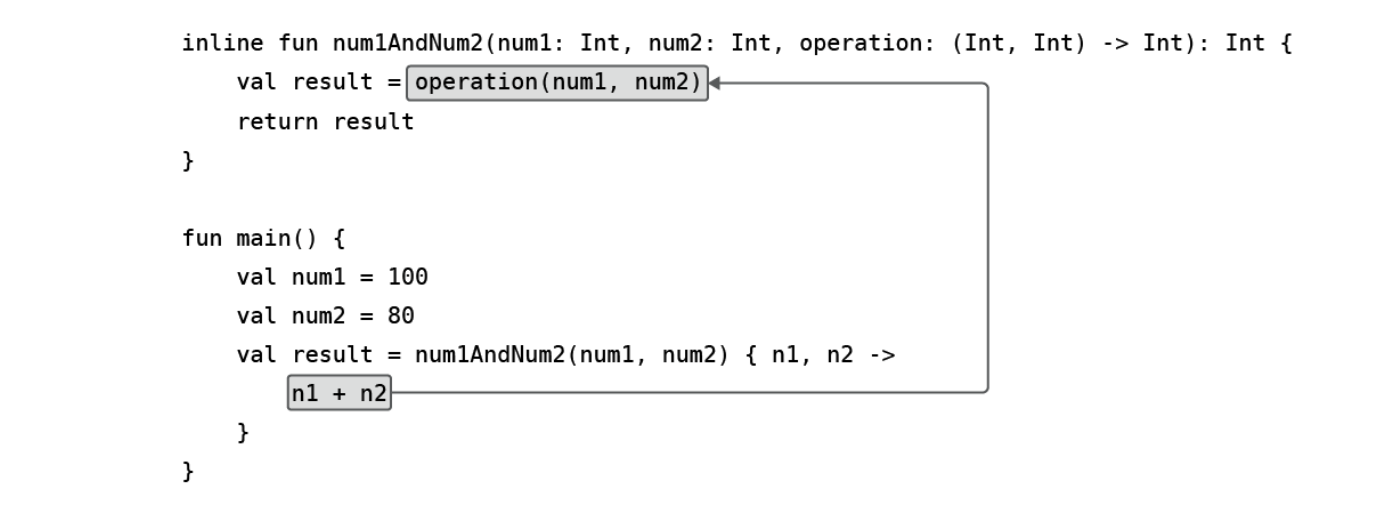 inline fun num1AndNum2(num1: Int, num2: Int, operation: (Int, Int) -> Int): Int {
    val result = operation(num1, num2)
    return result
}
fun main() {
    val num1 = 100
    val num2 = 80
    val result = num1AndNum2(num1, num2) { n1, n2 ->
        n1 + n2
    }
}